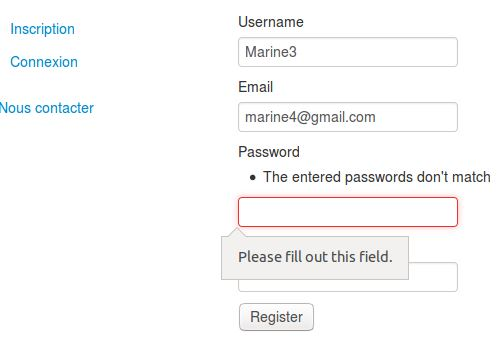 Inscription
Connexion
Nous contacter
Username
Marine3
Email
marine4@gmail.com
Password
• The entered passwords don't match
Please fill out this field.
Register